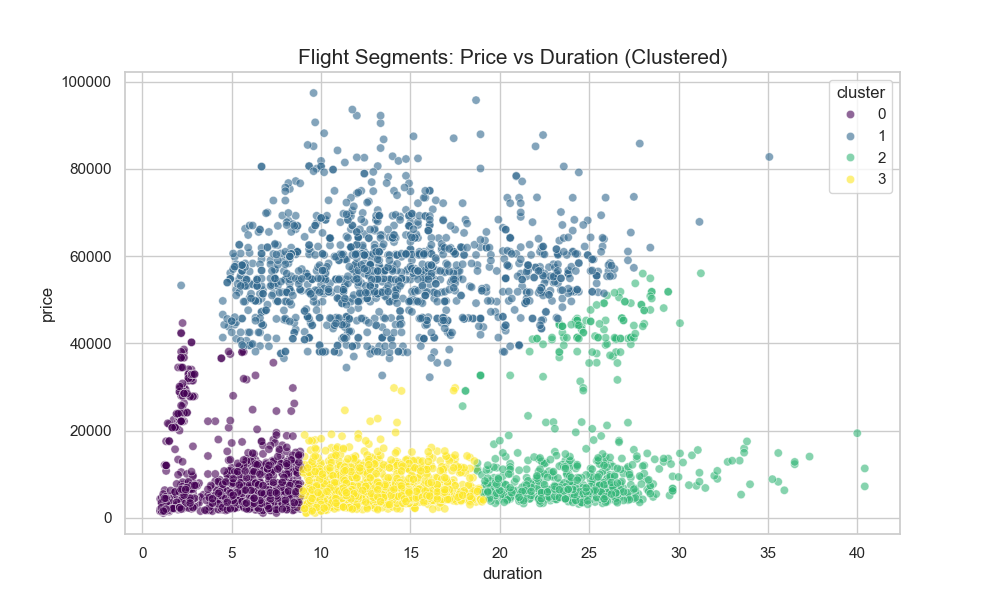 Flight Segments: Price vs Duration (Clustered)
100000
80000
60000
40000
20000
0
price
0 5 10 15 20 25 30 35 40
duration
cluster
0
1
2
3